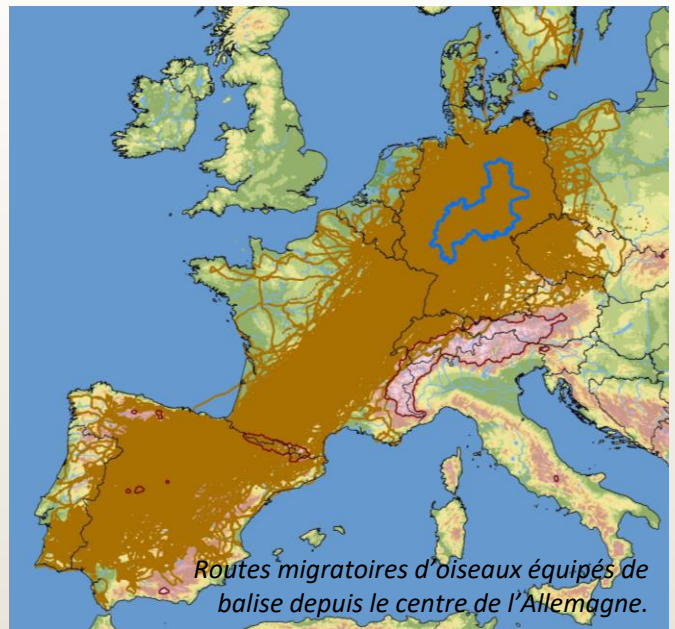 Routes migratoires d’oiseaux équipés de
balise depuis le centre de l’Allemagne.